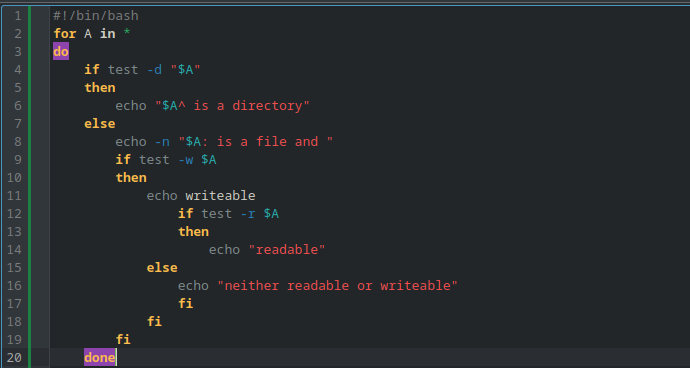 1 #!/bin/bash
2 for A in *
3 do
4     if test -d "$A"
5     then
6         echo "$A^ is a directory"
7     else
8         echo -n "$A: is a file and "
9         if test -w $A
10         then
11             echo writeable
12                 if test -r $A
13                 then
14                     echo "readable"
15             else
16                 echo "neither readable or writeable"
17                 fi
18             fi
19         fi
20     done